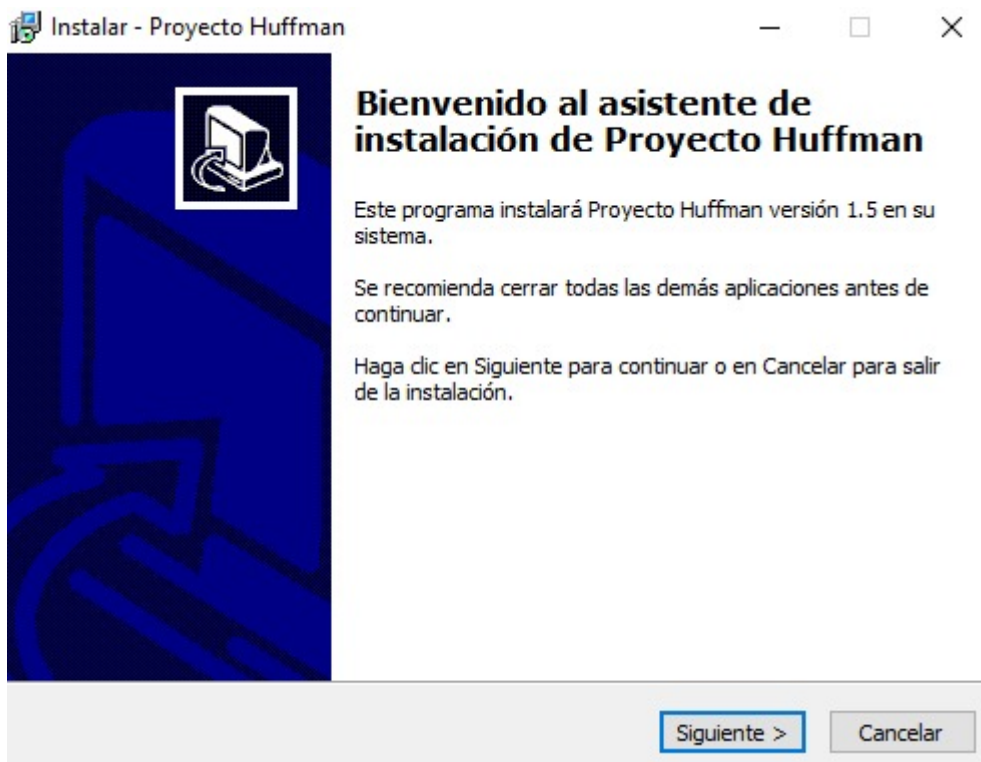 Instalar - Proyecto Huffman
Bienvenido al asistente de
instalación de Proyecto Huffman
Este programa instalará Proyecto Huffman versión 1.5 en su
sistema.
Se recomienda cerrar todas las demás aplicaciones antes de
continuar.
Haga clic en Siguiente para continuar o en Cancelar para salir
de la instalación.
Siguiente >
Cancelar